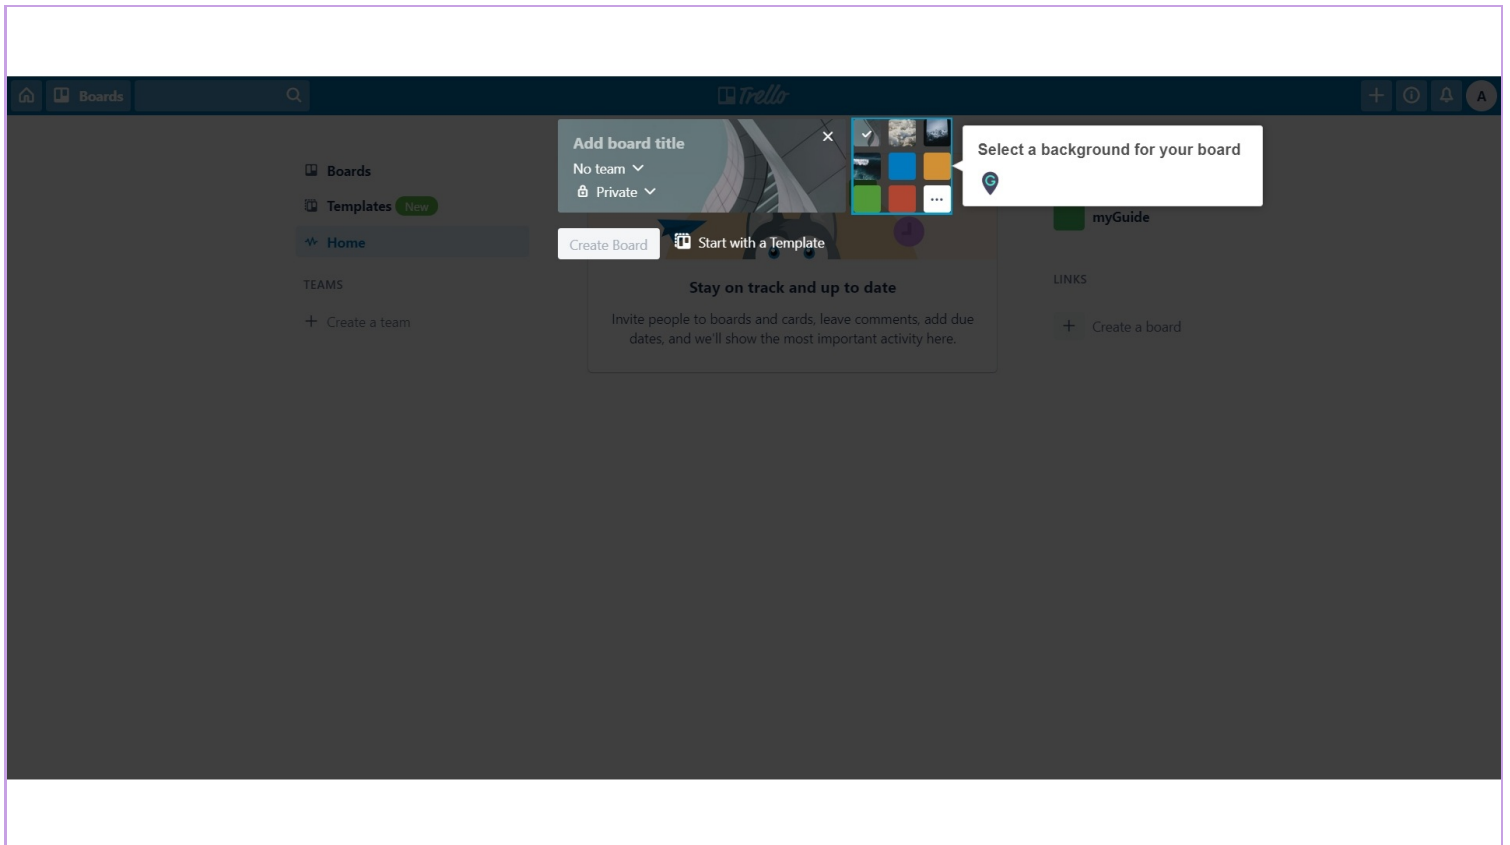 Boards
Trello
A
Add board title
No team
Private
Select a background for your board
G
Boards
Templates New
Home
TEAMS
Create a team
Create Board
Start with a Template
Stay on track and up to date
Invite people to boards and cards, leave comments, add due
dates, and we'll show the most important activity here.
myGuide
LINKS
Create a board